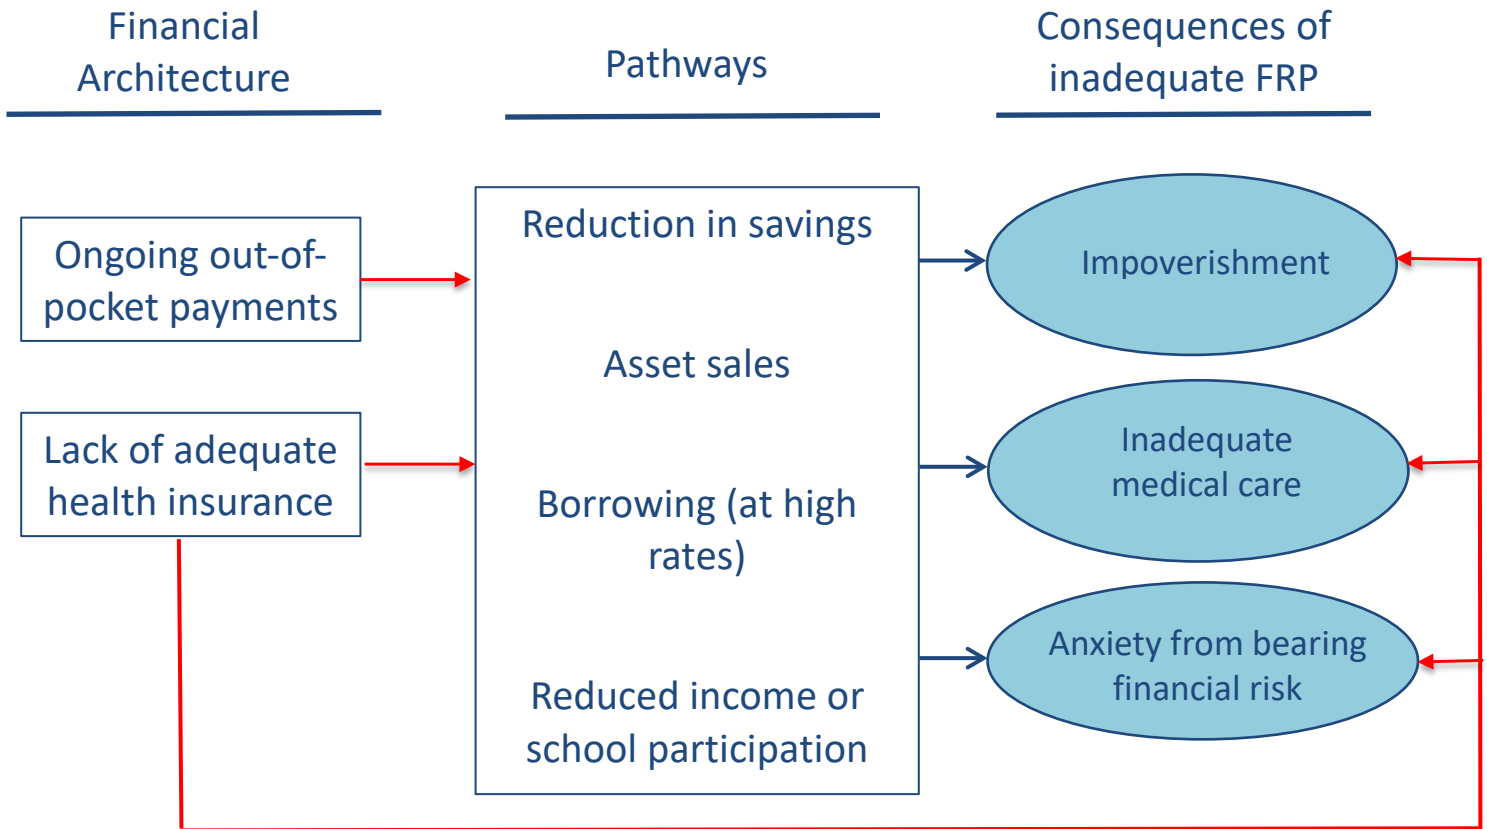 Financial
Architecture
Pathways
Consequences of
inadequate FRP
Ongoing out-of-
pocket payments
Lack of adequate
health insurance
Reduction in savings
Asset sales
Borrowing (at high
rates)
Reduced income or
school participation
Impoverishment
Inadequate
medical care
Anxiety from bearing
financial risk